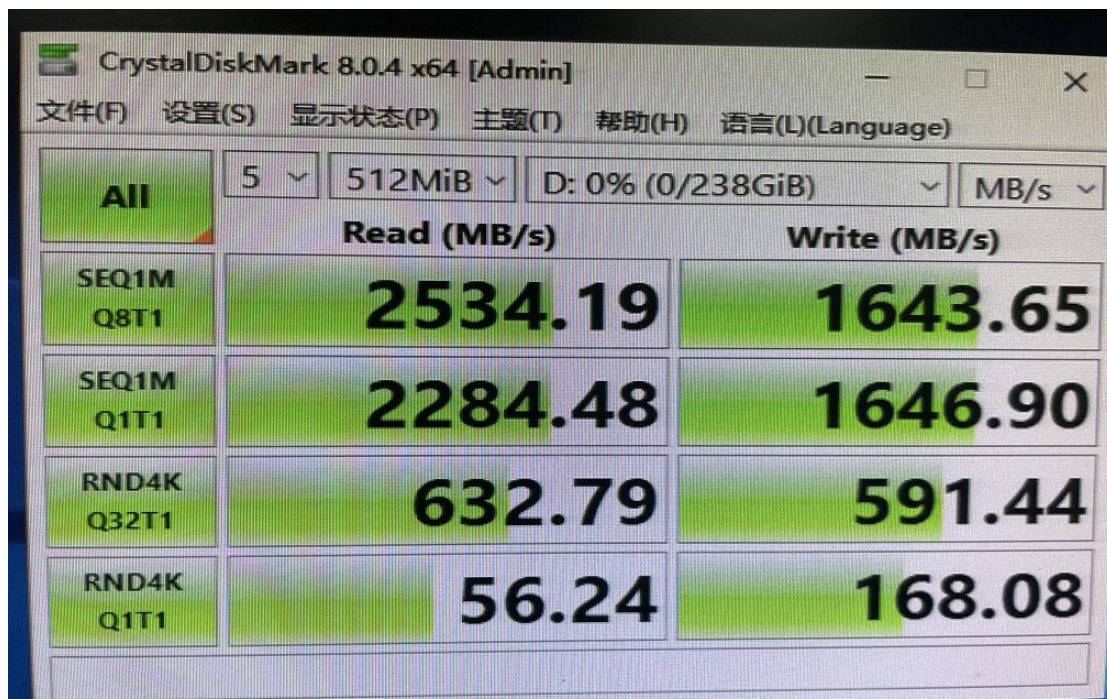 CrystalDiskMark 8.0.4 x64 [Admin]
文件(F) 设置(S) 显示状态(P) 主题(T) 帮助(H) 语言(L)(Language)
All 5 512MiB D: 0% (0/238GiB) MB/s
Read (MB/s) Write (MB/s)
SEQ1M
Q8T1 2534.19 1643.65
SEQ1M
Q1T1 2284.48 1646.90
RND4K
Q32T1 632.79 591.44
RND4K
Q1T1 56.24 168.08